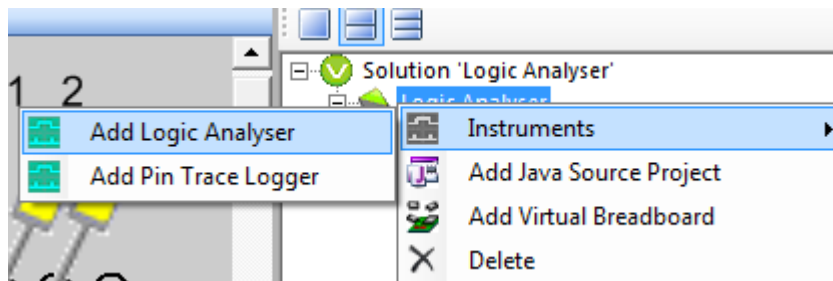 Solution 'Logic Analyser'
Logic Analyser
1 2
Add Logic Analyser
Add Pin Trace Logger
Instruments
Add Java Source Project
Add Virtual Breadboard
Delete